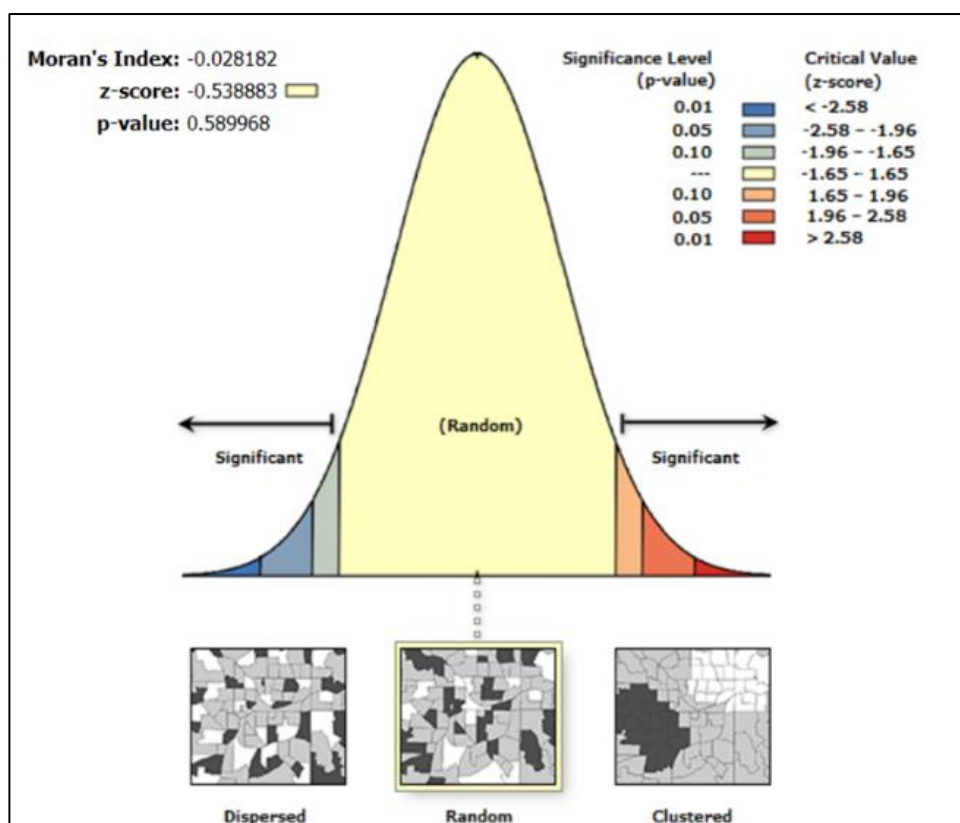 Moran's Index: -0.028182
z-score: -0.538883
p-value: 0.589968
Significance Level
(p-value)
Critical Value
(z-score)
0.01 < -2.58
0.05 -2.58 – -1.96
0.10 -1.96 – -1.65
--- -1.65 – 1.65
0.10 1.65 – 1.96
0.05 1.96 – 2.58
0.01 > 2.58
(Random)
Significant
Significant
Dispersed
Random
Clustered